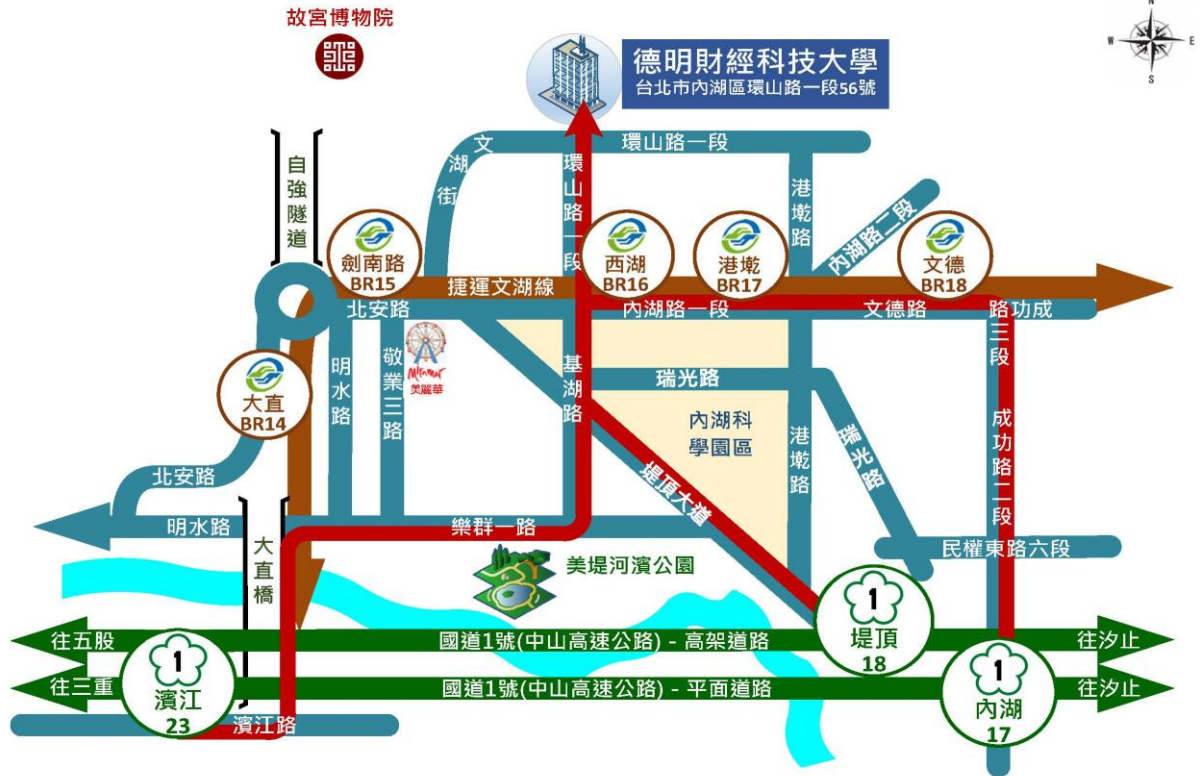 故宮博物院
N
W
E
S
德明財經科技大學
台北市內湖區環山路一段56號
文湖街
環山路一段
自強隧道
環山路一段
港墘路
內湖路二段
劍南路
BR15
西湖
BR16
港墘
BR17
文德
BR18
捷運文湖線
北安路
內湖路一段
文德路
路功成
三段
明水路
敬業三路
Miramar
美麗華
基湖路
瑞光路
大直
BR14
內湖科
學園區
港墘路
瑞光路
成功路二段
堤頂大道
北安路
明水路
樂群一路
民權東路六段
大直橋
美堤河濱公園
1
堤頂
18
往五股
國道1號(中山高速公路) - 高架道路
往汐止
1
濱江
23
1
內湖
17
往三重
國道1號(中山高速公路) - 平面道路
往汐止
濱江路